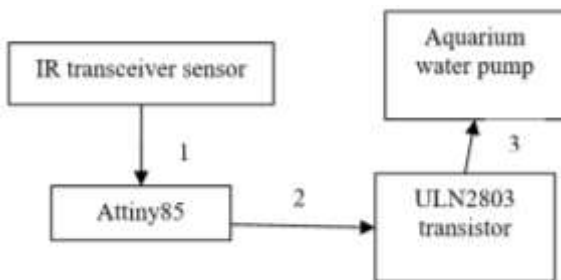 IR transceiver sensor
Aquarium
water pump
1
3
2
Attiny85
ULN2803
transistor